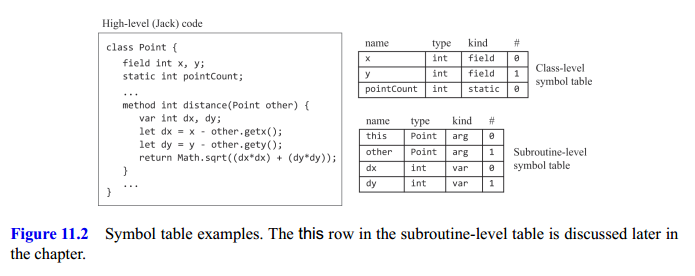 High-level (Jack) code
class Point {
field int x, y;
static int pointCount;
...
method int distance(Point other) {
var int dx, dy;
let dx = x - other.getx();
let dy = y - other.gety();
return Math.sqrt((dx*dx) + (dy*dy));
}
...
}
name type kind #
x int field 0
y int field 1
pointCount int static 0
Class-level
symbol table
name type kind #
this Point arg 0
other Point arg 1
dx int var 0
dy int var 1
Subroutine-level
symbol table
Figure 11.2 Symbol table examples. The this row in the subroutine-level table is discussed later in
the chapter.